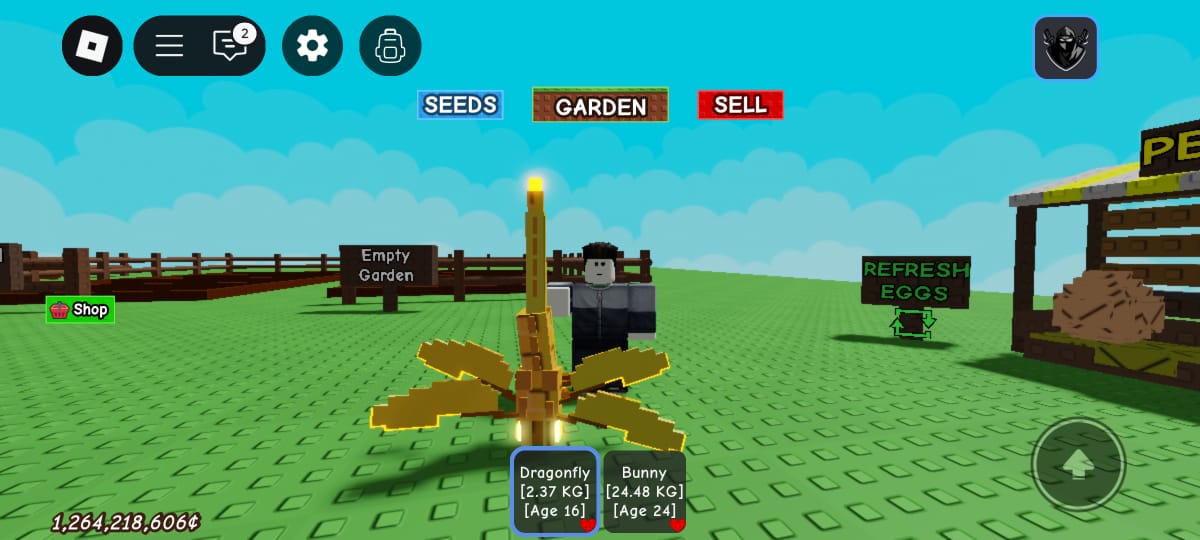 2
SEEDS
GARDEN
SELL
PE
Empty
Garden
REFRESH
EGGS
Shop
Dragonfly
[2.37 KG]
[Age 16]
Bunny
[24.48 KG]
[Age 24]
1,264,218,606¢